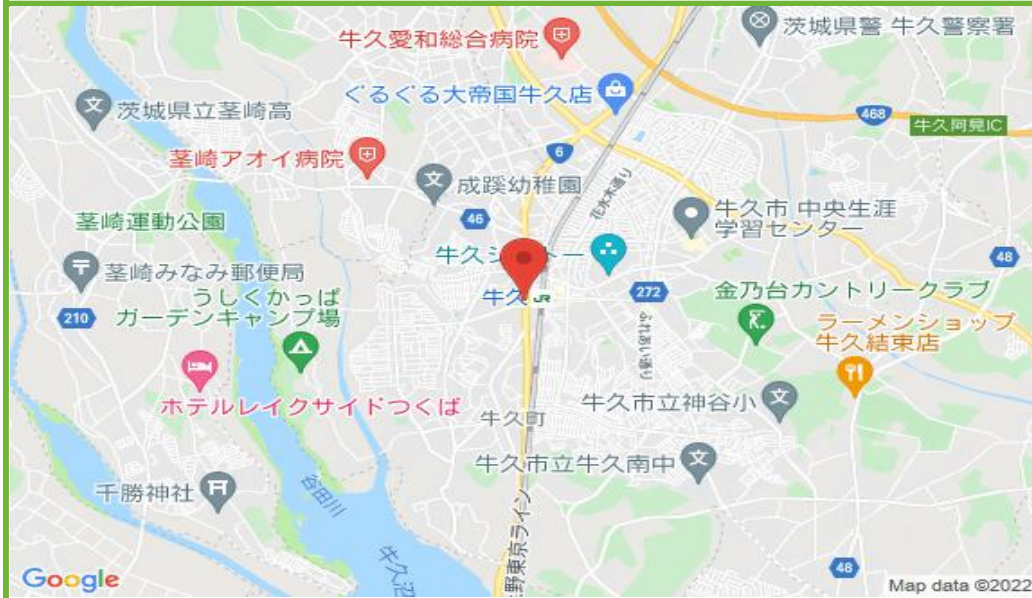 牛久愛和総合病院
茨城県警 牛久警察署
ぐるぐる大帝国牛久店
茨城県立茎崎高
468
牛久阿見IC
茎崎アオイ病院
6
成蹊幼稚園
花水木通り
牛久市 中央生涯
学習センター
茎崎運動公園
46
牛久シ
トー
48
茎崎みなみ郵便局
牛久
JR
272
金乃台カントリークラブ
うしくかっぱ
ガーデンキャンプ場
210
ふれあい通り
ラーメンショップ
牛久結束店
ホテルレイクサイドつくば
牛久町
牛久市立神谷小
牛久市立牛久南中
千勝神社
谷田川
牛久沼
野東京ライン
48
Google
Map data ©2022